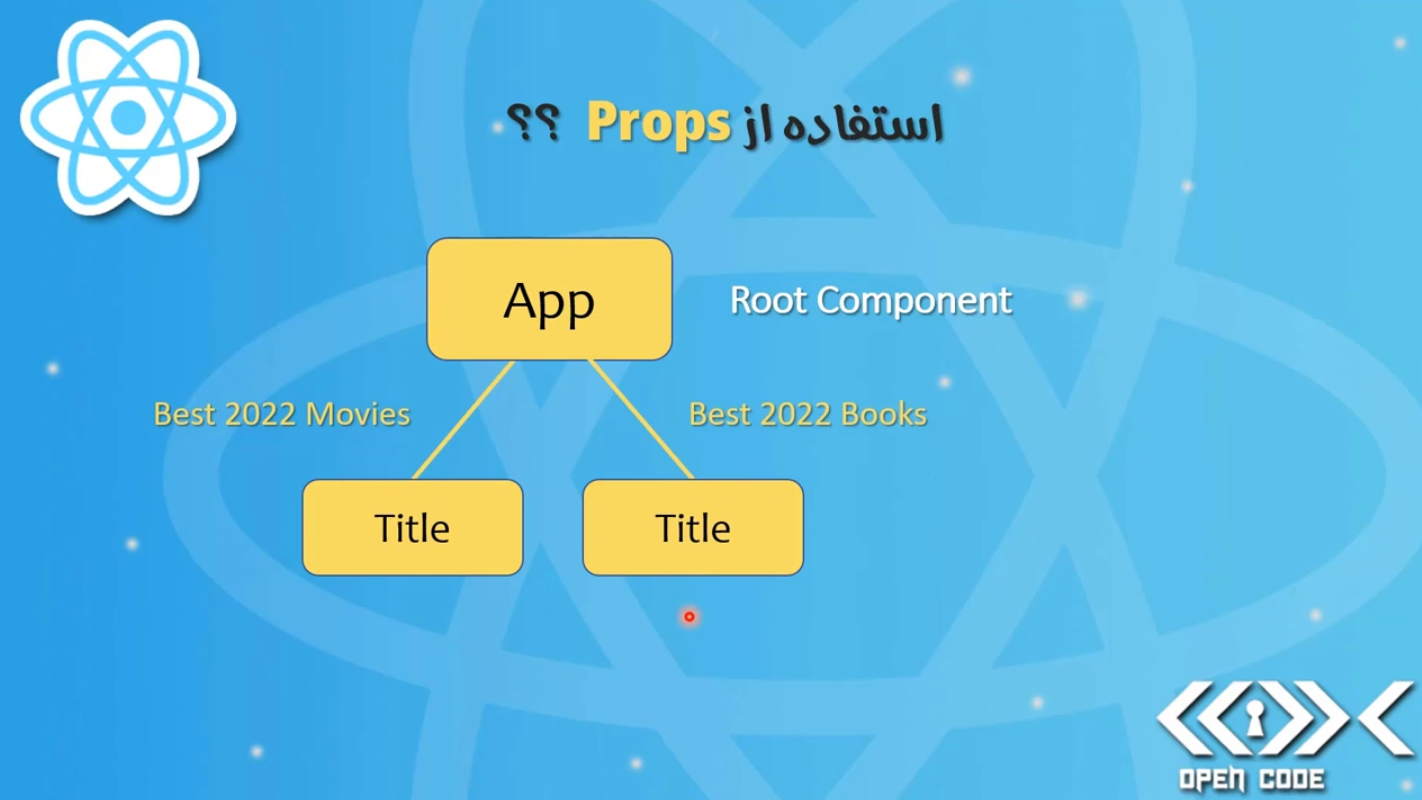 استفاده از Props ؟؟
App
Root Component
Best 2022 Movies
Best 2022 Books
Title
Title
OPEN CODE